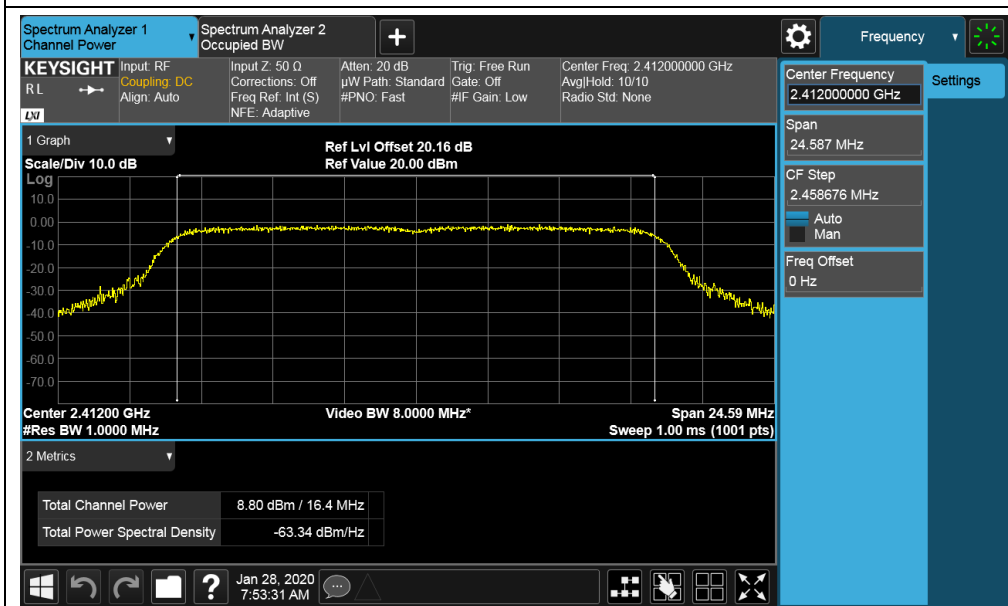 Spectrum Analyzer 1
Channel Power
Spectrum Analyzer 2
Occupied BW
+
Frequency
KEYSIGHT
R L
LXI
Input: RF
Coupling: DC
Align: Auto
Input Z: 50 Ω
Corrections: Off
Freq Ref: Int (S)
NFE: Adaptive
Atten: 20 dB
µW Path: Standard
#PNO: Fast
Trig: Free Run
Gate: Off
#IF Gain: Low
Center Freq: 2.412000000 GHz
Avg|Hold: 10/10
Radio Std: None
Center Frequency
2.412000000 GHz
Settings
Span
24.587 MHz
CF Step
2.458676 MHz
Auto
Man
Freq Offset
0 Hz
1 Graph
Scale/Div 10.0 dB
Ref Lvl Offset 20.16 dB
Ref Value 20.00 dBm
Log
10.0
0.00
-10.0
-20.0
-30.0
-40.0
-50.0
-60.0
-70.0
Center 2.41200 GHz
Video BW 8.0000 MHz*
Span 24.59 MHz
#Res BW 1.0000 MHz
Sweep 1.00 ms (1001 pts)
2 Metrics
Total Channel Power 8.80 dBm / 16.4 MHz
Total Power Spectral Density -63.34 dBm/Hz
?
Jan 28, 2020
7:53:31 AM